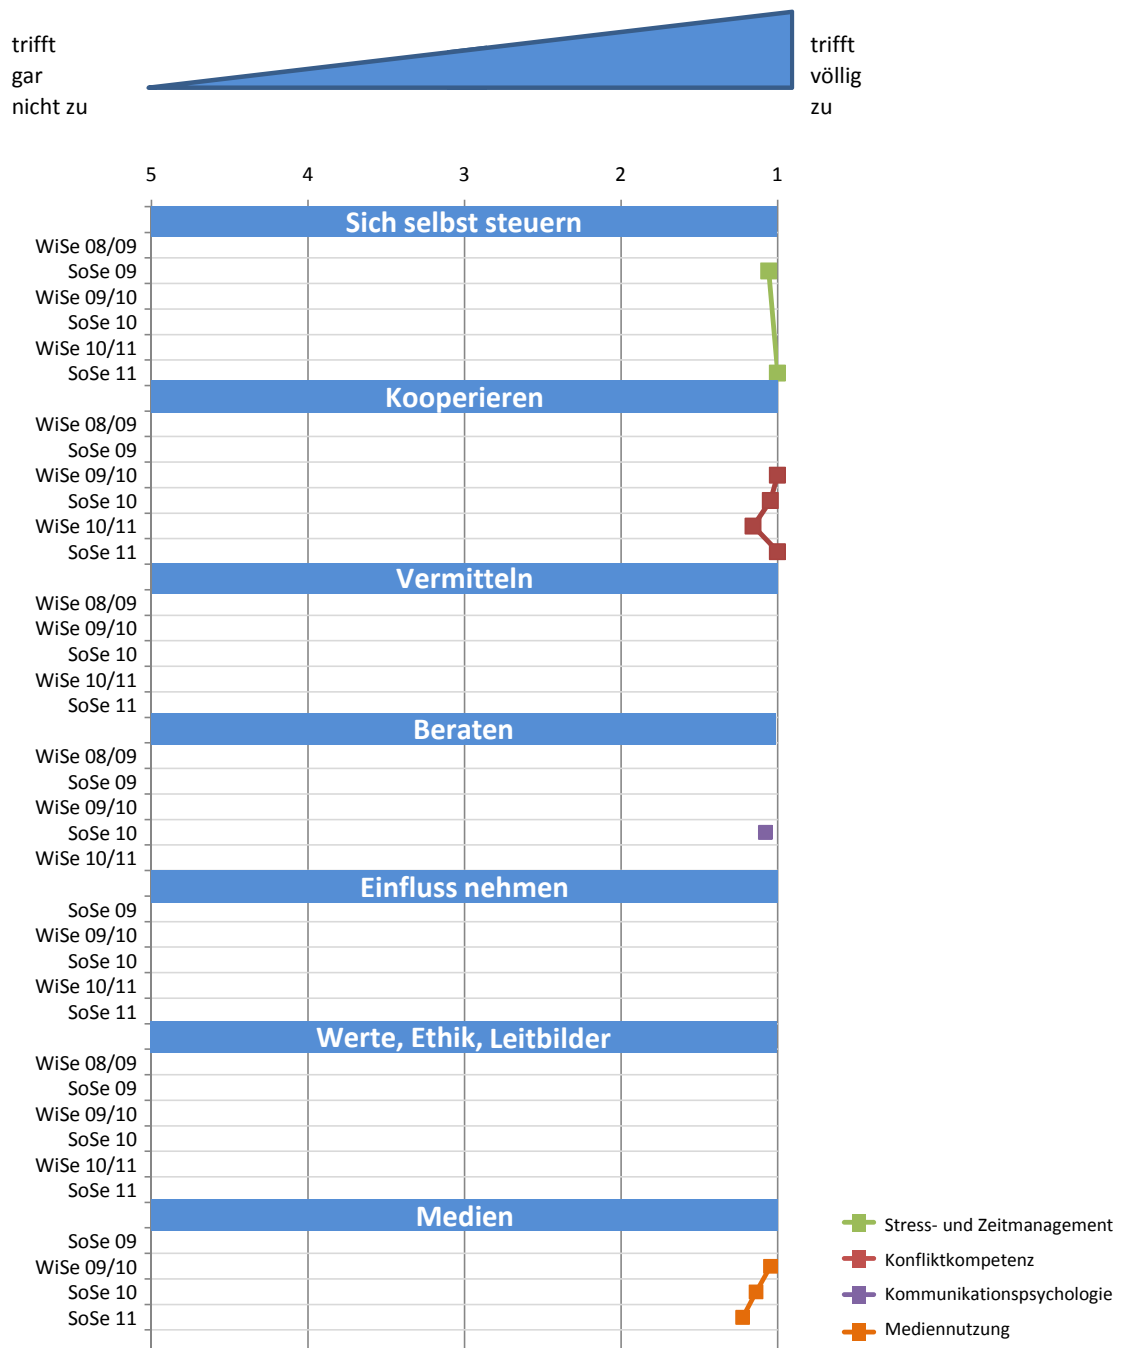 trifft
gar
nicht zu
trifft
völlig
zu
5 4 3 2 1
Sich selbst steuern
WiSe 08/09
SoSe 09
WiSe 09/10
SoSe 10
WiSe 10/11
SoSe 11
Kooperieren
WiSe 08/09
SoSe 09
WiSe 09/10
SoSe 10
WiSe 10/11
SoSe 11
Vermitteln
WiSe 08/09
WiSe 09/10
SoSe 10
WiSe 10/11
SoSe 11
Beraten
WiSe 08/09
SoSe 09
WiSe 09/10
SoSe 10
WiSe 10/11
Einfluss nehmen
SoSe 09
WiSe 09/10
SoSe 10
WiSe 10/11
SoSe 11
Werte, Ethik, Leitbilder
WiSe 08/09
SoSe 09
WiSe 09/10
SoSe 10
WiSe 10/11
SoSe 11
Medien
SoSe 09
WiSe 09/10
SoSe 10
SoSe 11
Stress- und Zeitmanagement
Konfliktkompetenz
Kommunikationspsychologie
Mediennutzung